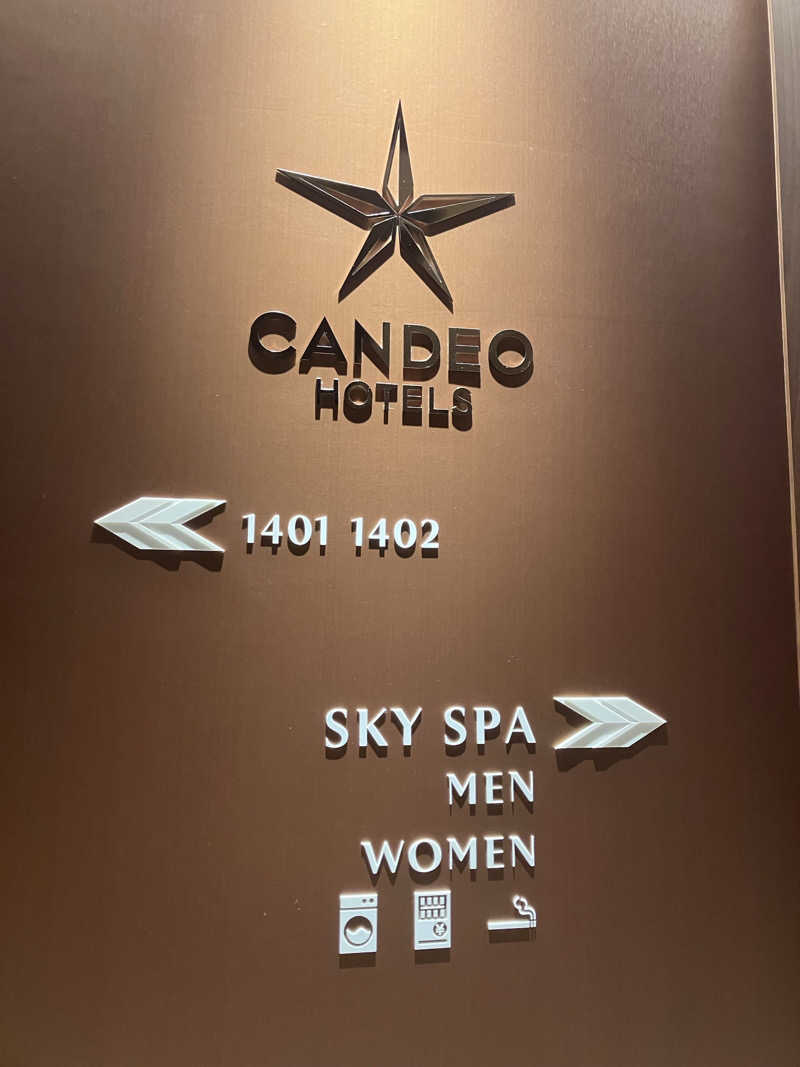 CANDEO
HOTELS
1401 1402
SKY SPA
MEN
WOMEN
¥